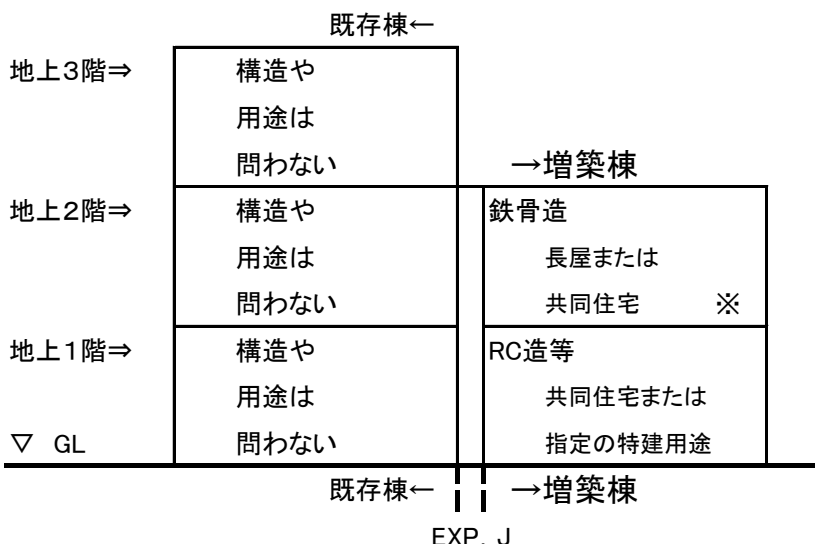 既存棟←
地上３階⇒ 構造や
用途は
問わない →増築棟
地上２階⇒ 構造や 鉄骨造
用途は 長屋または
問わない 共同住宅 ※
地上１階⇒ 構造や RC造等
用途は 共同住宅または
▽ GL 問わない 指定の特建用途
既存棟← →増築棟
EXP．J